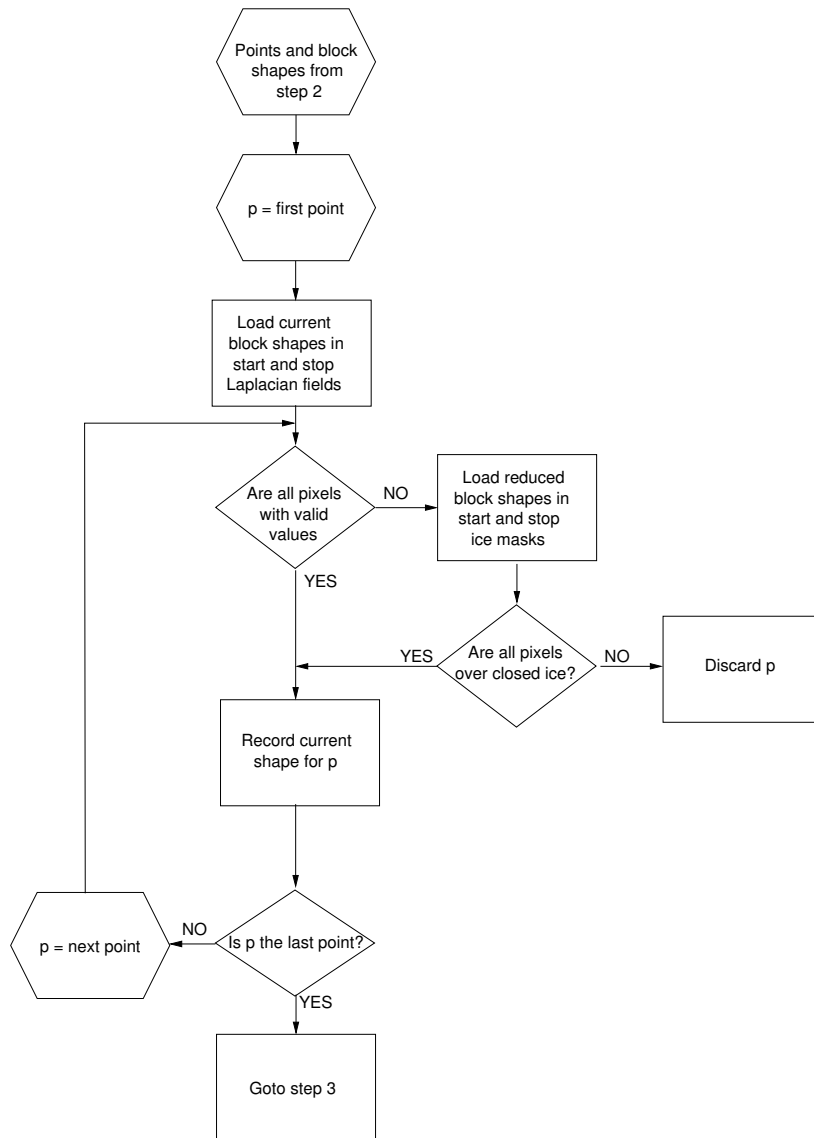 Points and block
shapes from
step 2
p = first point
Load current
block shapes in
start and stop
Laplacian fields
Are all pixels
with valid
values
NO
YES
Load reduced
block shapes in
start and stop
ice masks
Are all pixels
over closed ice?
YES
NO
Discard p
Record current
shape for p
Is p the last point?
NO
YES
p = next point
Goto step 3